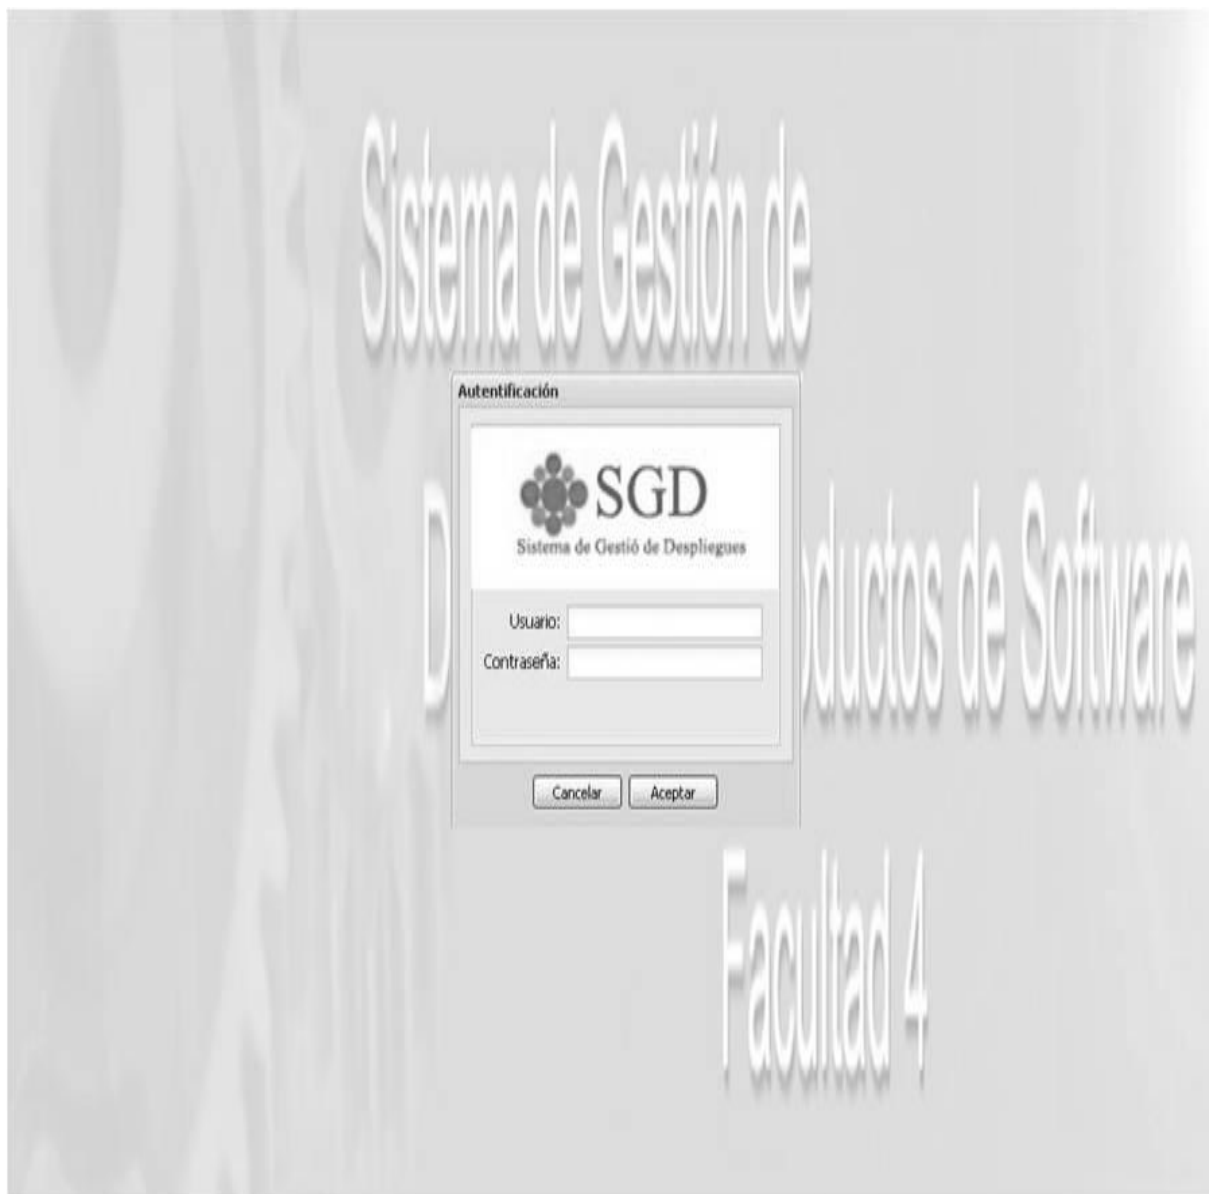 Sistema de Gestión de
Autentificación
SGD
Sistema de Gestió de Despliegues
Usuario:
Contraseña:
Cancelar
Aceptar
de Software
Facultad 4